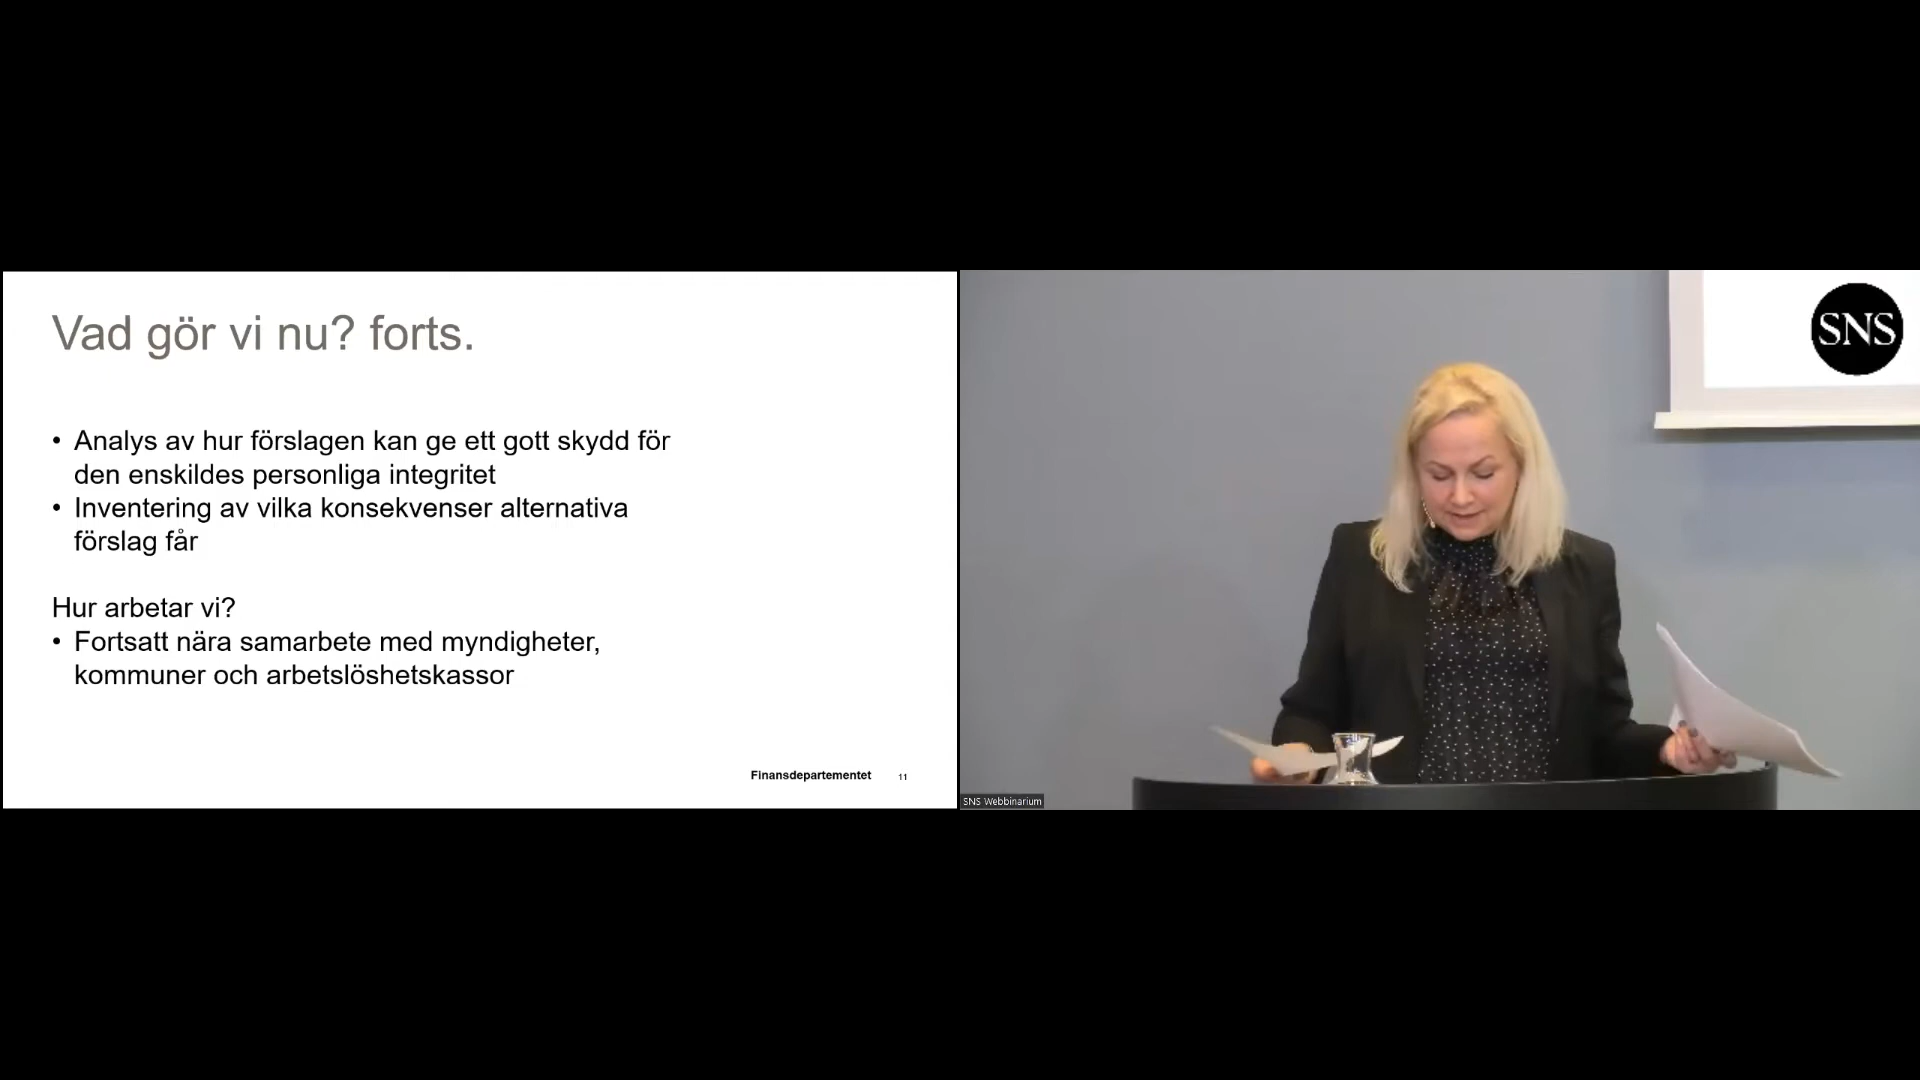 Vad gör vi nu? forts.
• Analys av hur förslagen kan ge ett gott skydd för
den enskildes personliga integritet
• Inventering av vilka konsekvenser alternativa
förslag får
Hur arbetar vi?
• Fortsatt nära samarbete med myndigheter,
kommuner och arbetslöshetskassor
Finansdepartementet 11
SNS
SNS Webbinarium